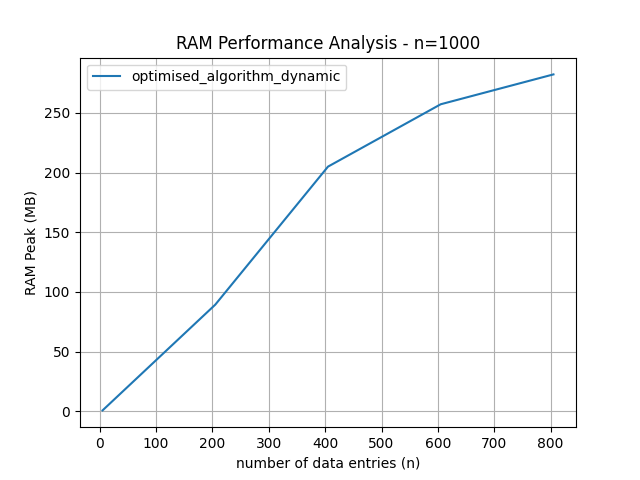 RAM Performance Analysis - n=1000
optimised_algorithm_dynamic
RAM Peak (MB)
250
200
150
100
50
0
0 100 200 300 400 500 600 700 800
number of data entries (n)